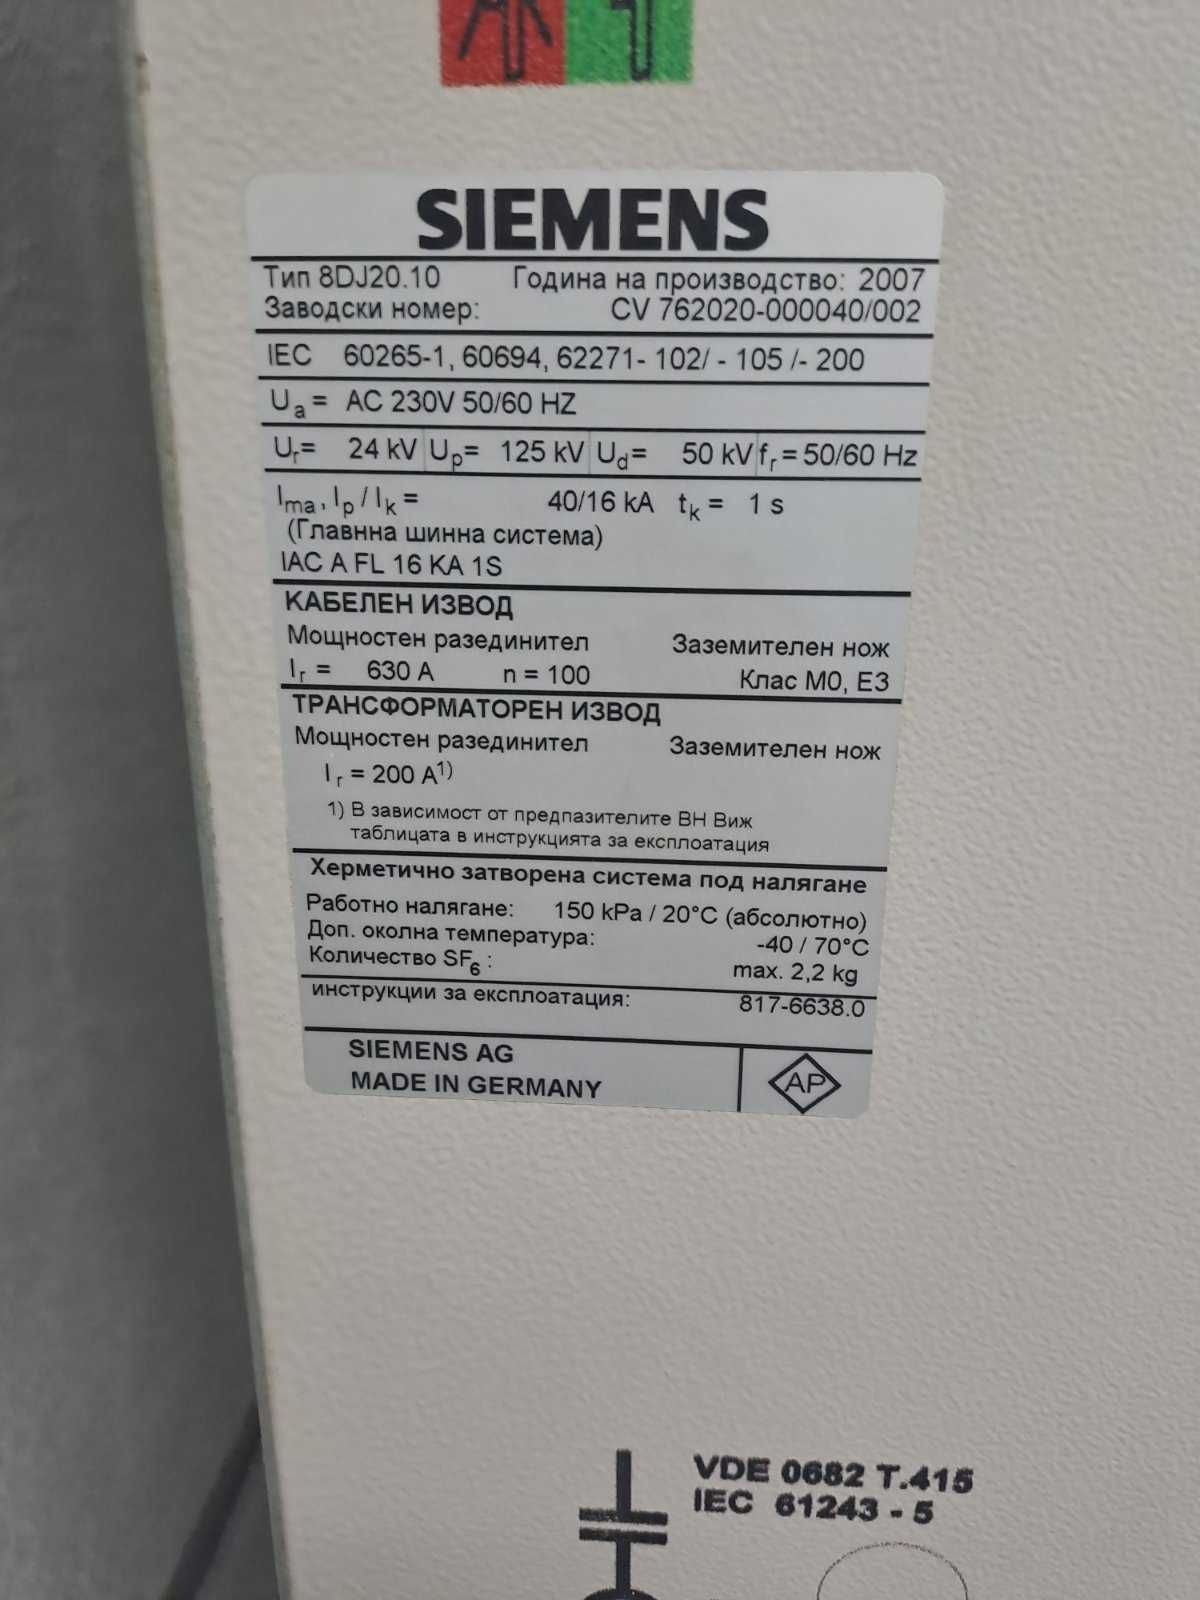 SIEMENS
Тип 8DJ20.10 Година на производство: 2007
Заводски номер: CV 762020-000040/002
IEC 60265-1, 60694, 62271- 102/ - 105 /- 200
Ua = AC 230V 50/60 HZ
Ur= 24 kV Up= 125 kV Ud= 50 kV fr = 50/60 Hz
Ima, Ip / Ik = 40/16 kA tk = 1 s
(Главнна шинна система)
IAC A FL 16 KA 1S
КАБЕЛЕН ИЗВОД
Мощностен разединител Заземителен нож
Ir = 630 A n = 100 Клас M0, E3
ТРАНСФОРМАТОРЕН ИЗВОД
Мощностен разединител Заземителен нож
Ir = 200 A1)
1) В зависимост от предпазителите ВН Виж
таблицата в инструкцията за експлоатация
Херметично затворена система под налягане
Работно налягане: 150 kPa / 20°C (абсолютно)
Доп. околна температура: -40 / 70°C
Количество SF6 : max. 2,2 kg
инструкции за експлоатация: 817-6638.0
SIEMENS AG
MADE IN GERMANY
AP
VDE 0682 T.415
IEC 61243 - 5